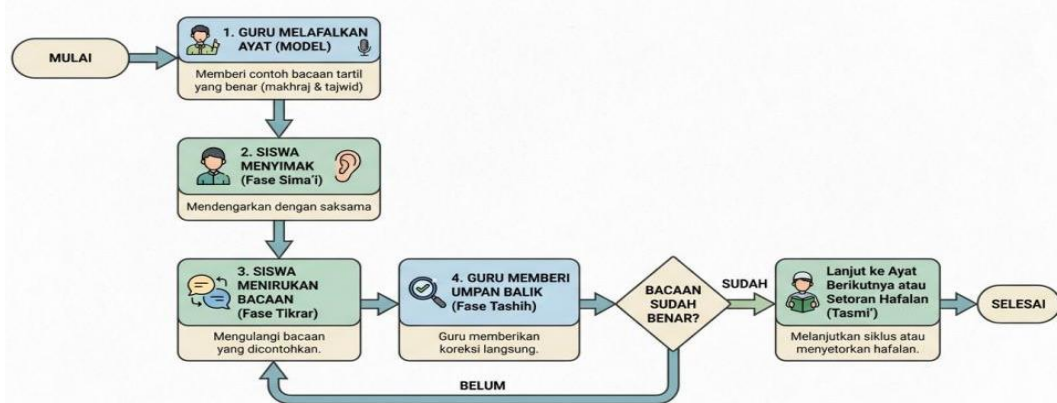 MULAI
1. GURU MELAFALKAN
AYAT (MODEL)
Memberi contoh bacaan tartil
yang benar (makhraj & tajwid)
2. SISWA
MENYIMAK
(Fase Sima'i)
Mendengarkan dengan saksama
3. SISWA
MENIRUKAN
BACAAN
(Fase Tikrar)
Mengulangi bacaan
yang dicontohkan.
4. GURU MEMBERI
UMPAN BALIK
(Fase Tashih)
Guru memberikan
koreksi langsung.
BACAAN
SUDAH
BENAR?
SUDAH
Lanjut ke Ayat
Berikutnya atau
Setoran Hafalan
(Tasmi')
Melanjutkan siklus atau
menyetorkan hafalan.
SELESAI
BELUM